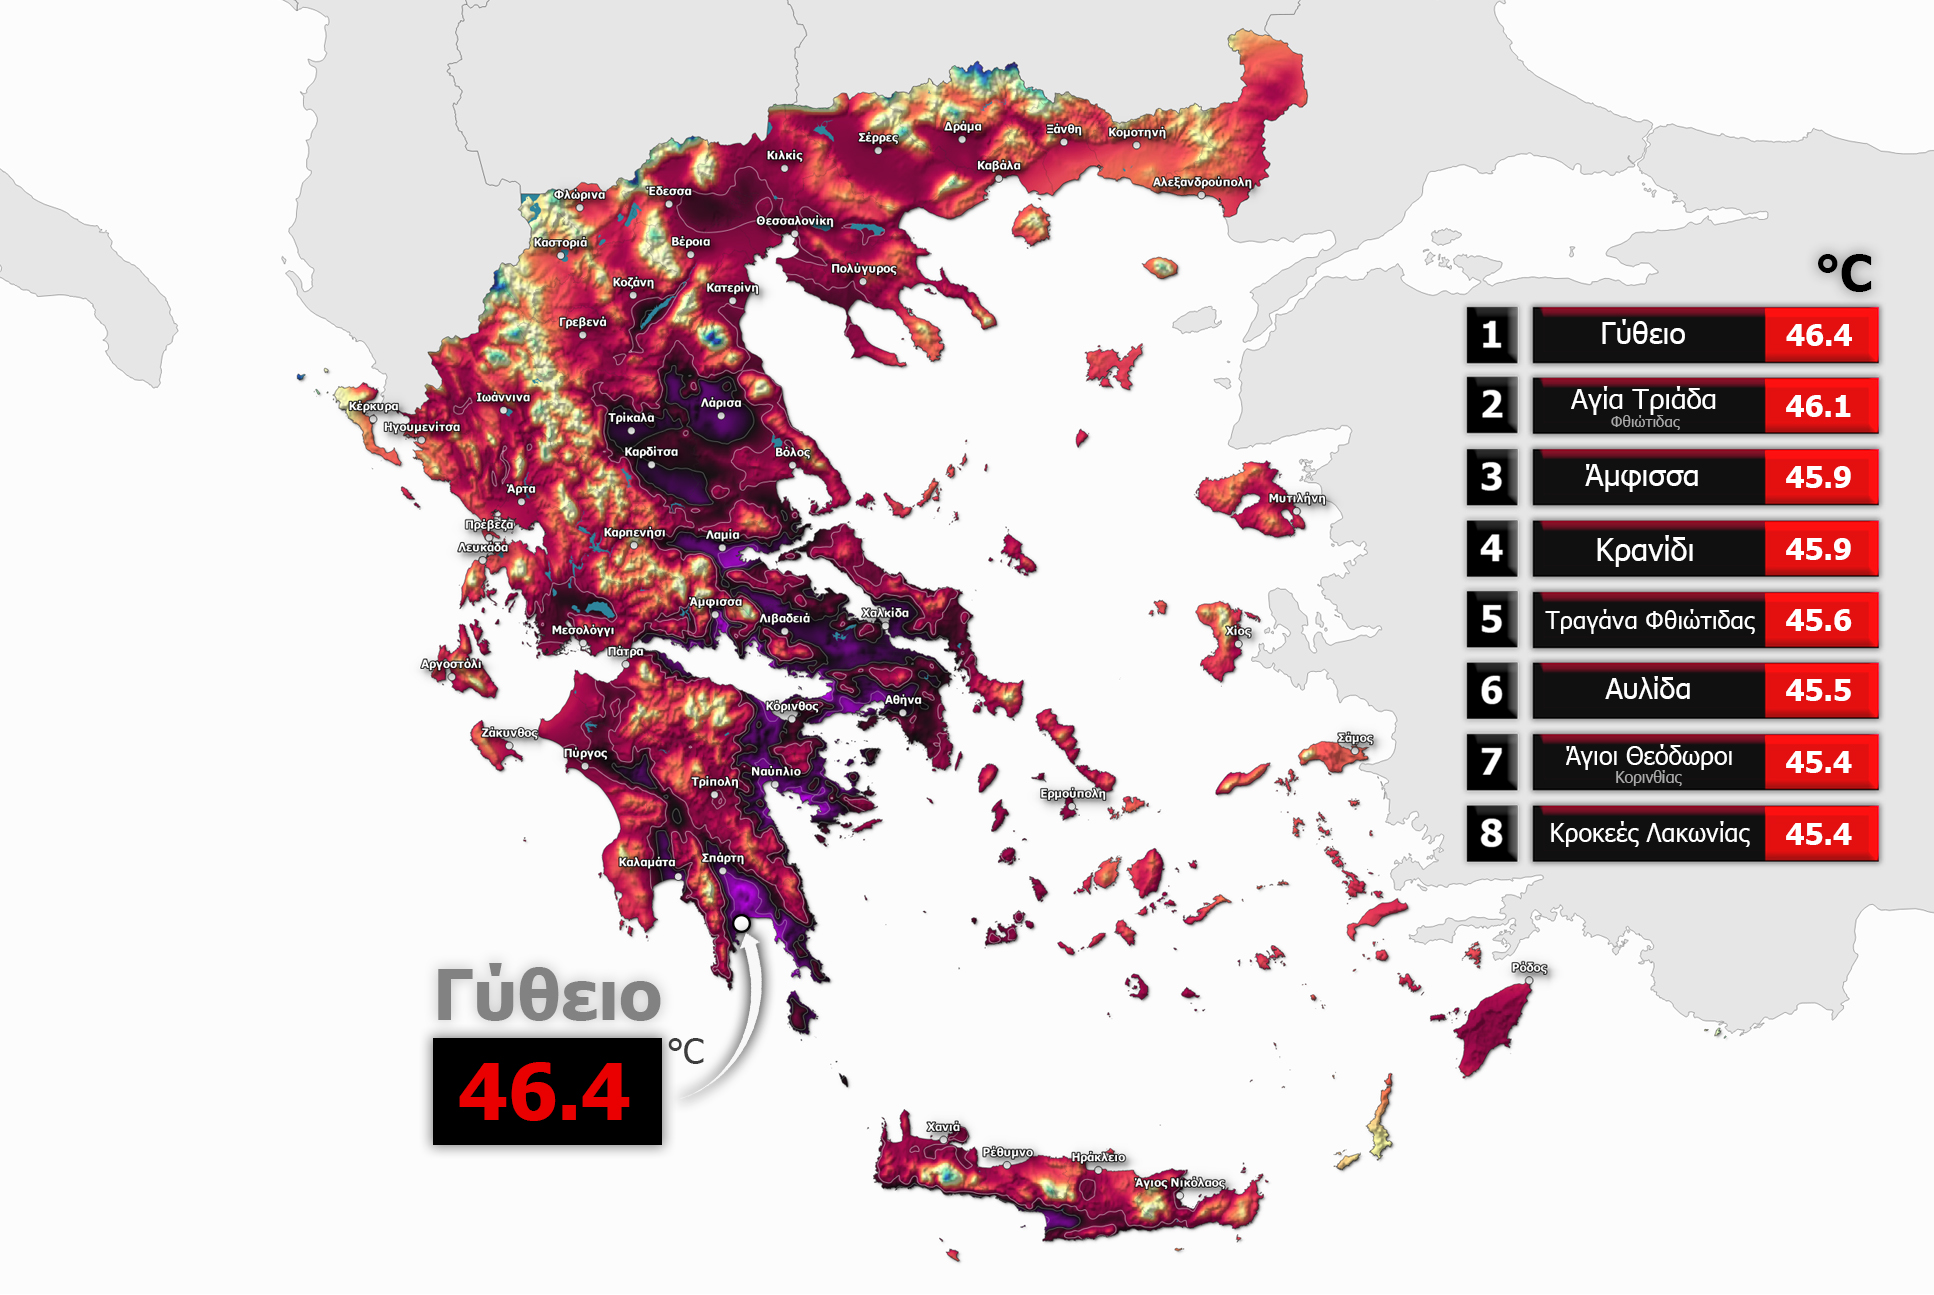 Σέρρες
Δράμα
Ξάνθη
Κομοτηνή
Κιλκίς
Καβάλα
Αλεξανδρούπολη
Φλώρινα
Έδεσσα
Θεσσαλονίκη
Καστοριά
Βέροια
Πολύγυρος
Κοζάνη
Κατερίνη
Γρεβενά
Ιωάννινα
Λάρισα
Κέρκυρα
Τρίκαλα
Ηγουμενίτσα
Καρδίτσα
Βόλος
Άρτα
Μυτιλήνη
Πρέβεζα
Καρπενήσι
Λαμία
Λευκάδα
Άμφισσα
Λιβαδειά
Χαλκίδα
Μεσολόγγι
Χίος
Πάτρα
Αργοστόλι
Κόρινθος
Αθήνα
Ζάκυνθος
Σάμος
Πύργος
Ναύπλιο
Τρίπολη
Ερμούπολη
Καλαμάτα
Σπάρτη
Ρόδος
Χανιά
Ρέθυμνο
Ηράκλειο
Άγιος Νικόλαος
Γύθειο
46.4
°C
°C
1 Γύθειο 46.4
2 Αγία Τριάδα 46.1
Φθιώτιδας
3 Άμφισσα 45.9
4 Κρανίδι 45.9
5 Τραγάνα Φθιώτιδας 45.6
6 Αυλίδα 45.5
7 Άγιοι Θεόδωροι 45.4
Κορινθίας
8 Κροκεές Λακωνίας 45.4